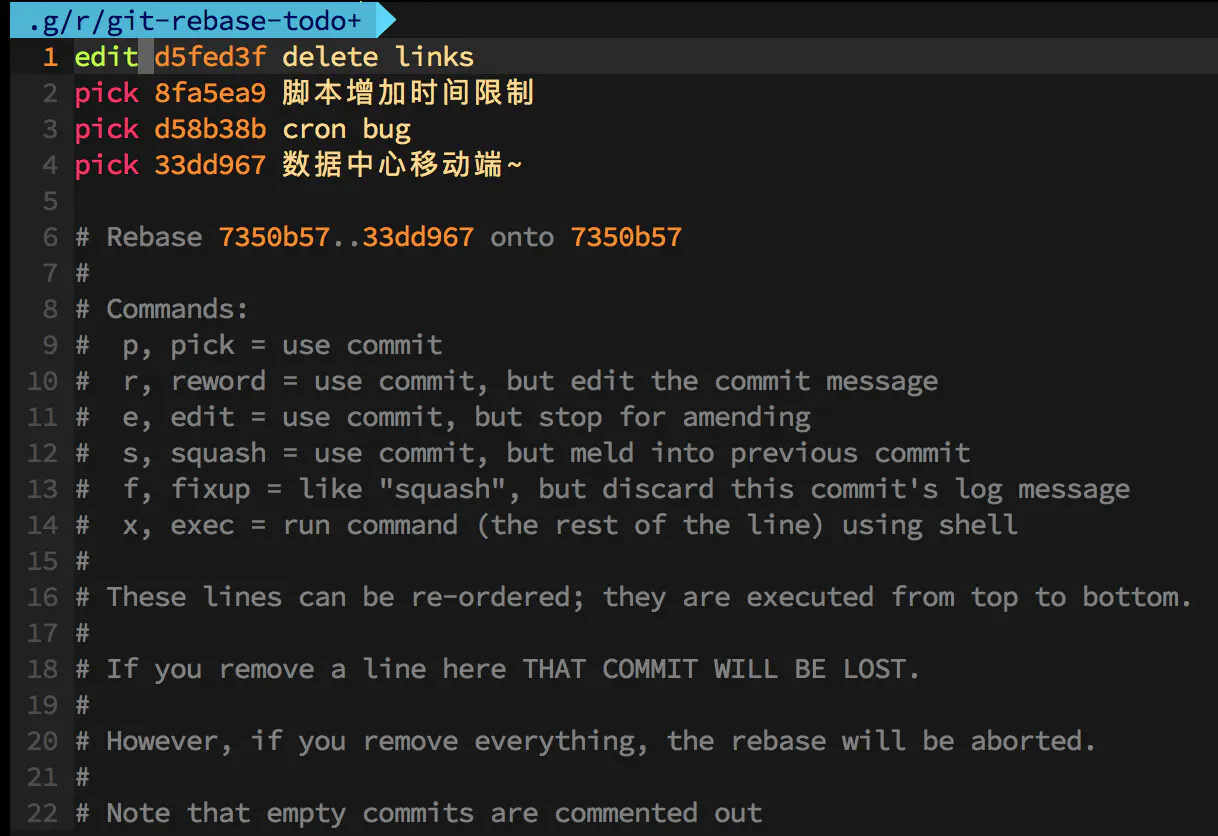 .g/r/git-rebase-todo+
1 edit d5fed3f delete links
2 pick 8fa5ea9 脚本增加时间限制
3 pick d58b38b cron bug
4 pick 33dd967 数据中心移动端~
5
6 # Rebase 7350b57..33dd967 onto 7350b57
7 #
8 # Commands:
9 #  p, pick = use commit
10 #  r, reword = use commit, but edit the commit message
11 #  e, edit = use commit, but stop for amending
12 #  s, squash = use commit, but meld into previous commit
13 #  f, fixup = like "squash", but discard this commit's log message
14 #  x, exec = run command (the rest of the line) using shell
15 #
16 # These lines can be re-ordered; they are executed from top to bottom.
17 #
18 # If you remove a line here THAT COMMIT WILL BE LOST.
19 #
20 # However, if you remove everything, the rebase will be aborted.
21 #
22 # Note that empty commits are commented out